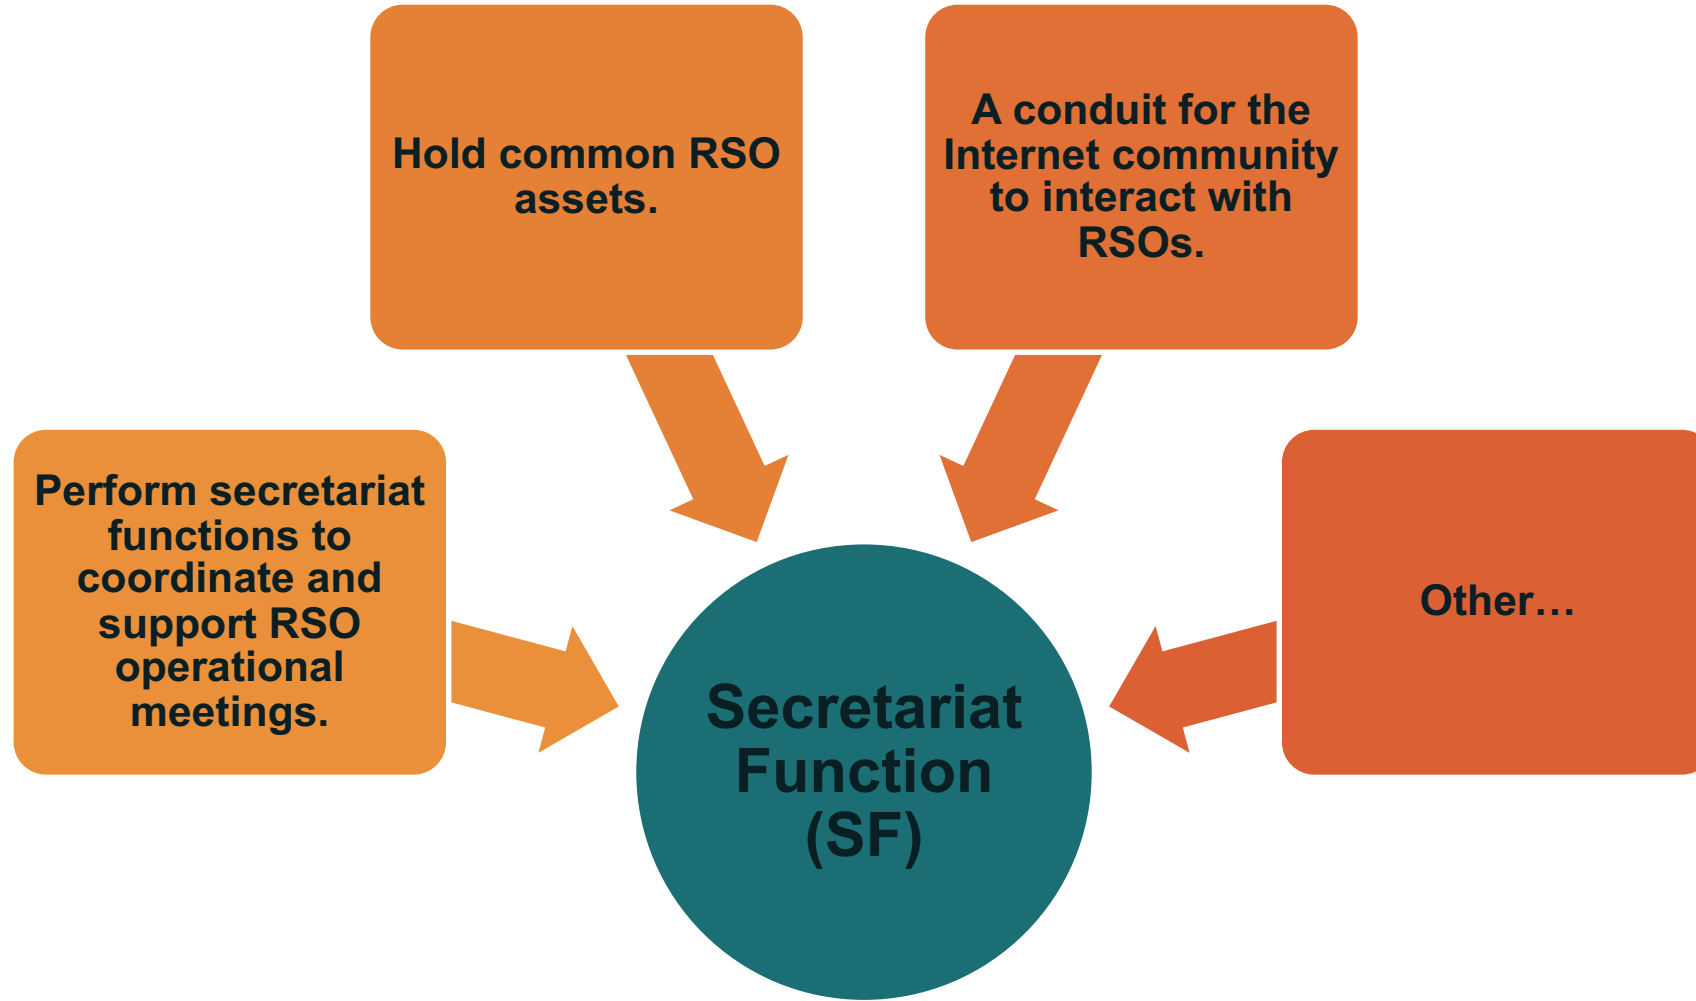 Hold common RSO
assets.
A conduit for the
Internet community
to interact with
RSOs.
Perform secretariat
functions to
coordinate and
support RSO
operational
meetings.
Other…
Secretariat
Function
(SF)